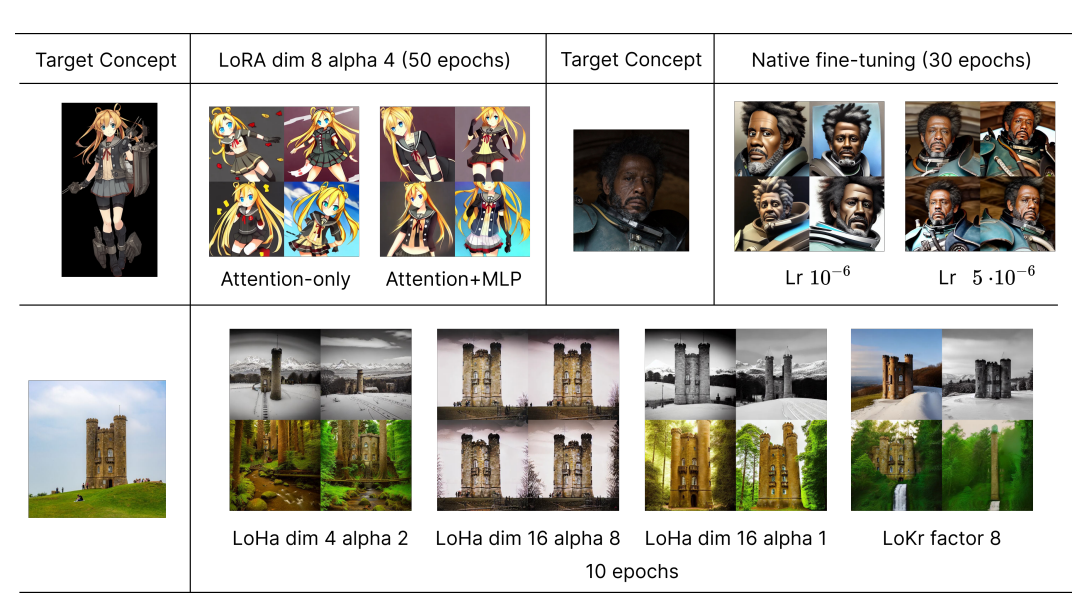 Target Concept
LoRA dim 8 alpha 4 (50 epochs)
Target Concept
Native fine-tuning (30 epochs)
Attention-only
Attention+MLP
Lr 10⁻⁶
Lr 5 ·10⁻⁶
LoHa dim 4 alpha 2
LoHa dim 16 alpha 8
LoHa dim 16 alpha 1
LoKr factor 8
10 epochs